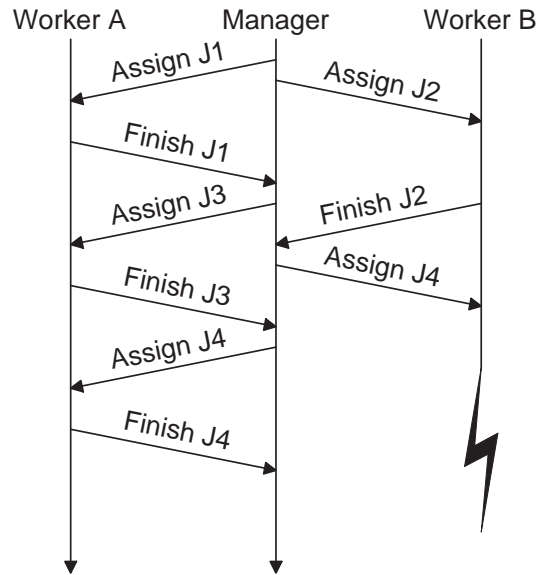 Worker A Manager Worker B
Assign J1
Assign J2
Finish J1
Assign J3
Finish J2
Assign J4
Finish J3
Assign J4
Finish J4